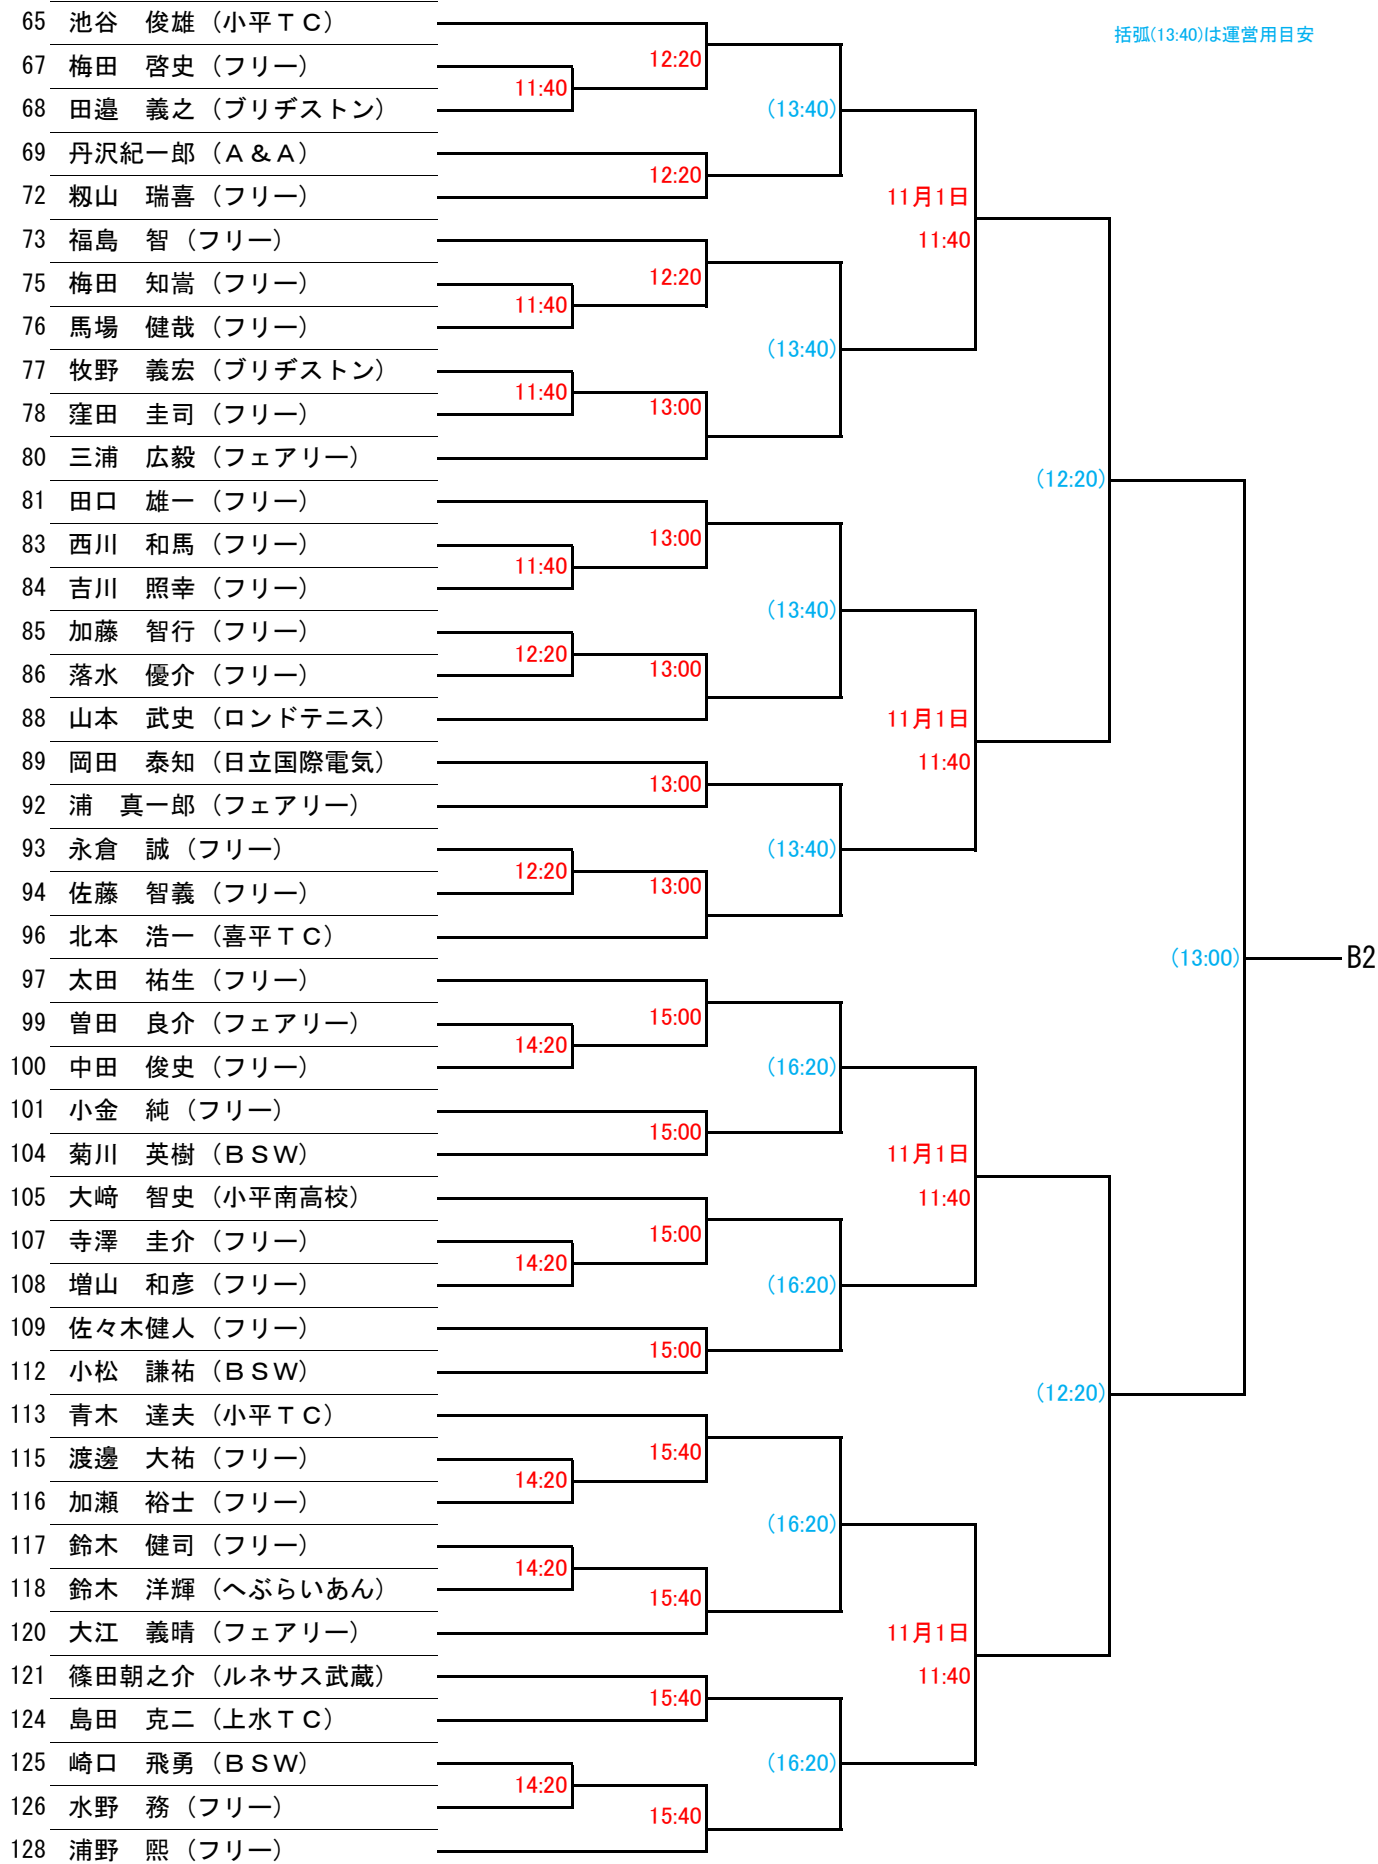 括弧(13:40)は運営用目安
65 池谷　俊雄（小平ＴＣ）
12:20
67 梅田　啓史（フリー）
11:40
68 田邉　義之（ブリヂストン）
(13:40)
69 丹沢紀一郎（Ａ＆Ａ）
12:20
72 籾山　瑞喜（フリー）
11月1日
73 福島　智（フリー）
11:40
75 梅田　知嵩（フリー）
12:20
11:40
76 馬場　健哉（フリー）
(13:40)
77 牧野　義宏（ブリヂストン）
11:40
78 窪田　圭司（フリー）
13:00
80 三浦　広毅（フェアリー）
(12:20)
81 田口　雄一（フリー）
83 西川　和馬（フリー）
13:00
11:40
84 吉川　照幸（フリー）
(13:40)
85 加藤　智行（フリー）
12:20
86 落水　優介（フリー）
13:00
88 山本　武史（ロンドテニス）
11月1日
89 岡田　泰知（日立国際電気）
11:40
13:00
92 浦　真一郎（フェアリー）
93 永倉　誠（フリー）
(13:40)
12:20
94 佐藤　智義（フリー）
13:00
96 北本　浩一（喜平ＴＣ）
(13:00)
B2
97 太田　祐生（フリー）
99 曽田　良介（フェアリー）
15:00
14:20
100 中田　俊史（フリー）
(16:20)
101 小金　純（フリー）
15:00
104 菊川　英樹（ＢＳＷ）
11月1日
105 大﨑　智史（小平南高校）
11:40
107 寺澤　圭介（フリー）
15:00
14:20
108 増山　和彦（フリー）
(16:20)
109 佐々木健人（フリー）
15:00
112 小松　謙祐（ＢＳＷ）
(12:20)
113 青木　達夫（小平ＴＣ）
115 渡邊　大祐（フリー）
15:40
14:20
116 加瀬　裕士（フリー）
(16:20)
117 鈴木　健司（フリー）
14:20
118 鈴木　洋輝（へぶらいあん）
15:40
120 大江　義晴（フェアリー）
11月1日
121 篠田朝之介（ルネサス武蔵）
11:40
15:40
124 島田　克二（上水ＴＣ）
125 崎口　飛勇（ＢＳＷ）
(16:20)
14:20
126 水野　務（フリー）
15:40
128 浦野　煕（フリー）